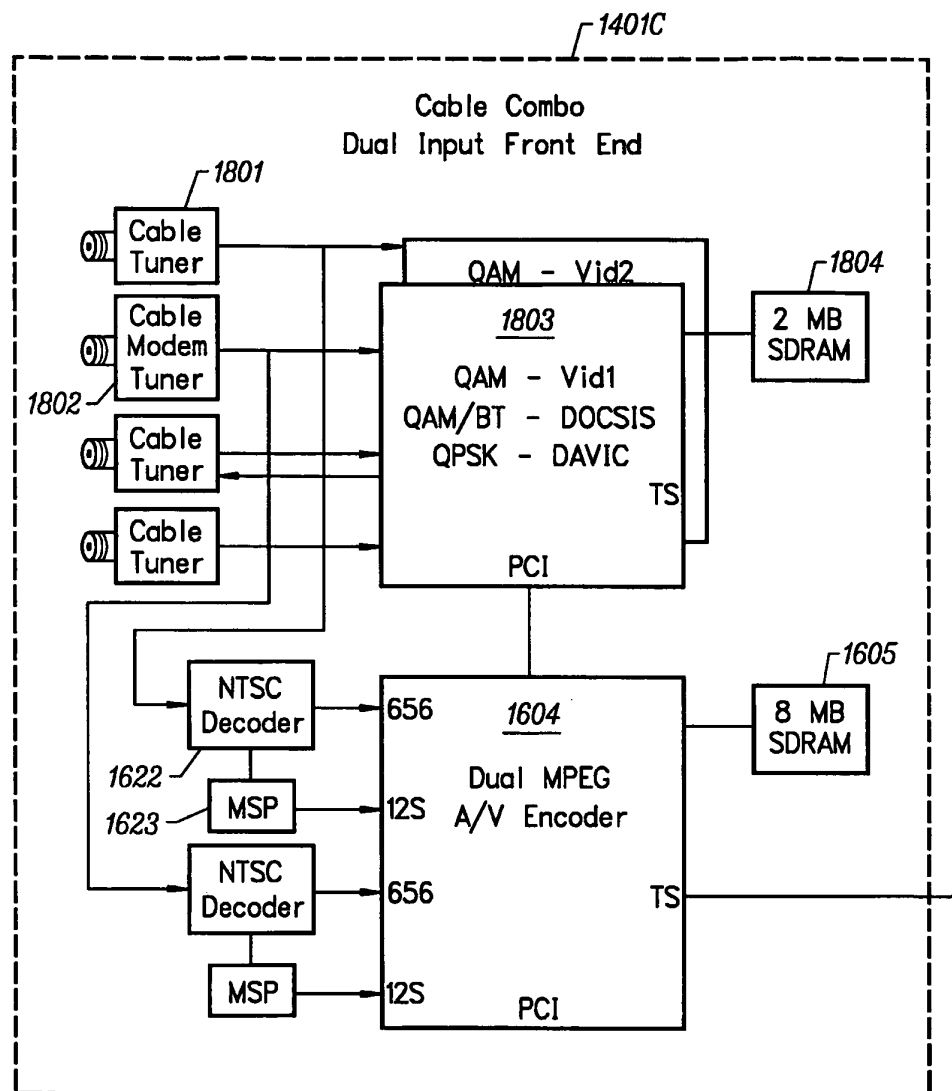 1401C
Cable Combo
Dual Input Front End
1801
Cable
Tuner
QAM - Vid2
1804
2 MB
SDRAM
Cable
Modem
Tuner
1802
1803
QAM - Vid1
QAM/BT - DOCSIS
QPSK - DAVIC
TS
PCI
Cable
Tuner
Cable
Tuner
1605
8 MB
SDRAM
NTSC
Decoder
1622
656
1604
Dual MPEG
A/V Encoder
MSP
1623
12S
NTSC
Decoder
656
TS
MSP
12S
PCI